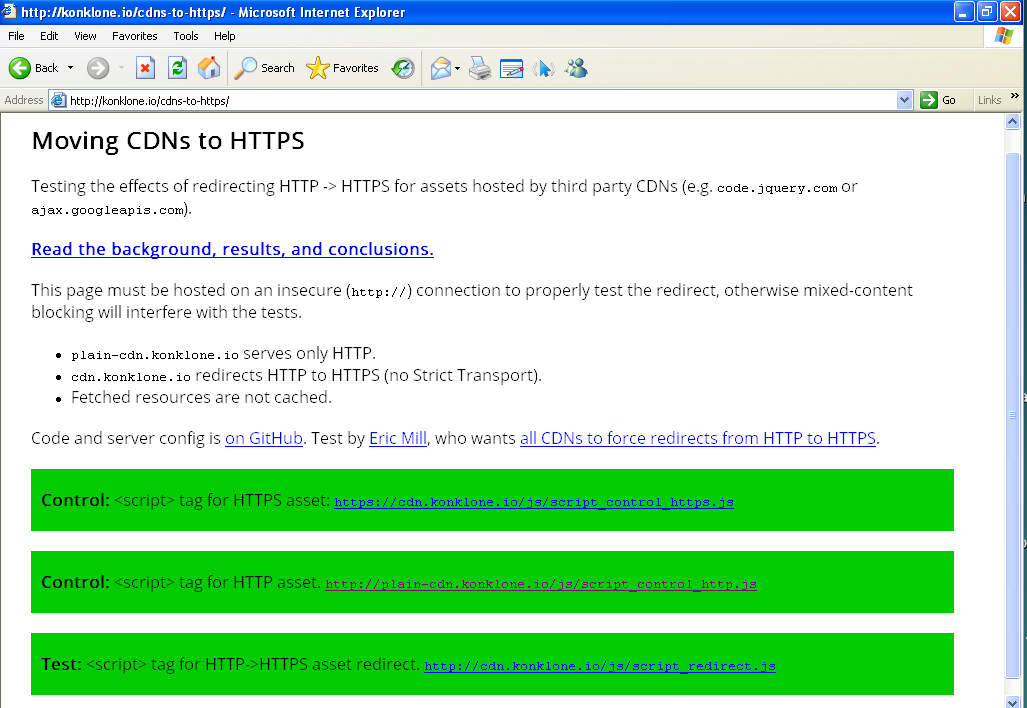 http://konklone.io/cdns-to-https/ - Microsoft Internet Explorer
File Edit View Favorites Tools Help
Back Search Favorites
Address http://konklone.io/cdns-to-https/ Go Links »
Moving CDNs to HTTPS
Testing the effects of redirecting HTTP -> HTTPS for assets hosted by third party CDNs (e.g. code.jquery.com or
ajax.googleapis.com).
Read the background, results, and conclusions.
This page must be hosted on an insecure (http://) connection to properly test the redirect, otherwise mixed-content
blocking will interfere with the tests.
• plain-cdn.konklone.io serves only HTTP.
• cdn.konklone.io redirects HTTP to HTTPS (no Strict Transport).
• Fetched resources are not cached.
Code and server config is on GitHub. Test by Eric Mill, who wants all CDNs to force redirects from HTTP to HTTPS.
Control: <script> tag for HTTPS asset: https://cdn.konklone.io/js/script_control_https.js
Control: <script> tag for HTTP asset. http://plain-cdn.konklone.io/js/script_control_http.js
Test: <script> tag for HTTP->HTTPS asset redirect. http://cdn.konklone.io/js/script_redirect.js